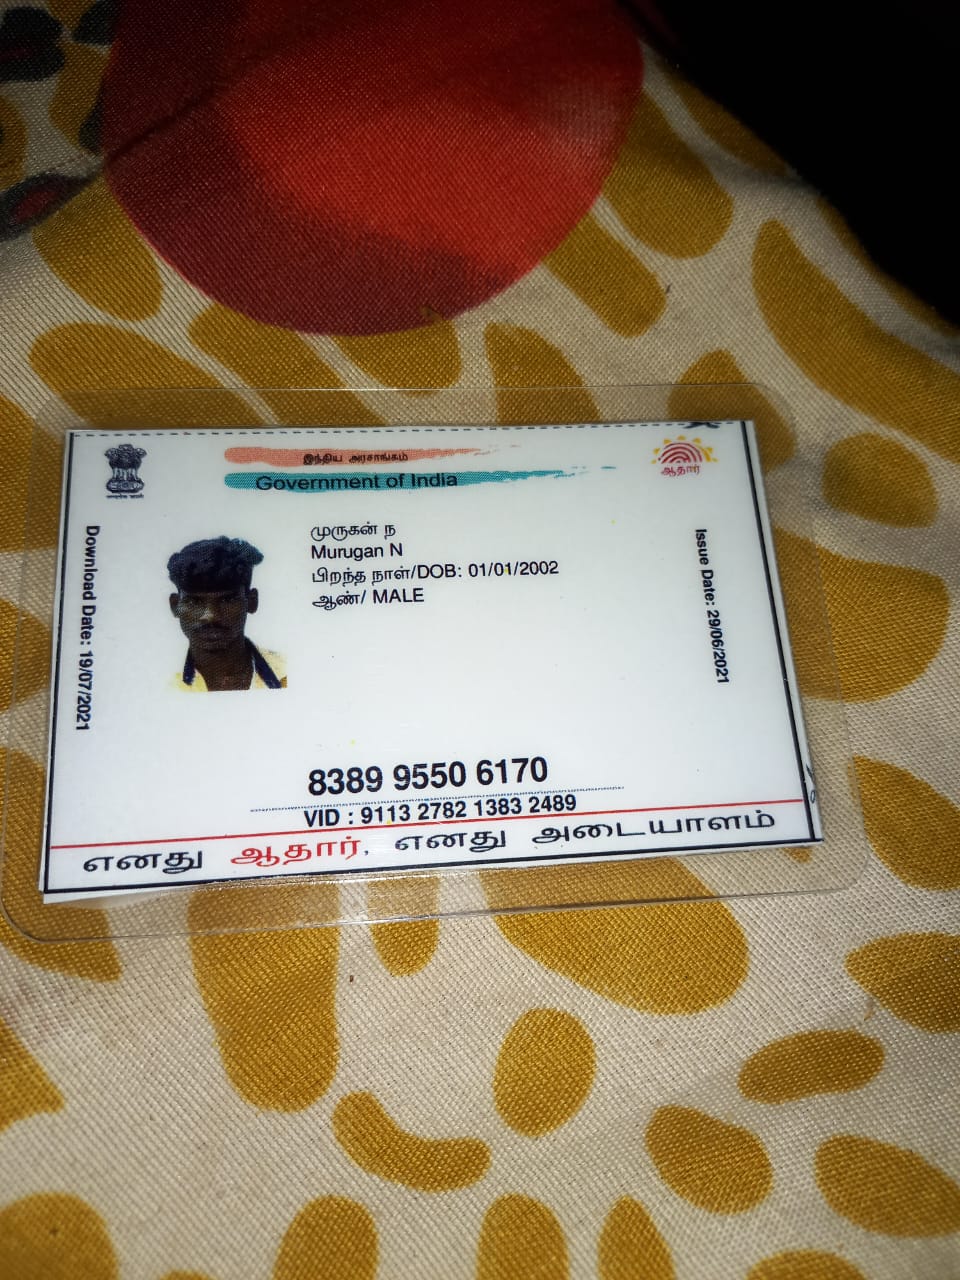 இந்திய அரசாங்கம்
Government of India
ஆதார்
முருகன் ந
Murugan N
பிறந்த நாள்/DOB: 01/01/2002
ஆண்/ MALE
Download Date: 19/07/2021
Issue Date: 29/06/2021
8389 9550 6170
VID : 9113 2782 1383 2489
எனது ஆதார், எனது அடையாளம்